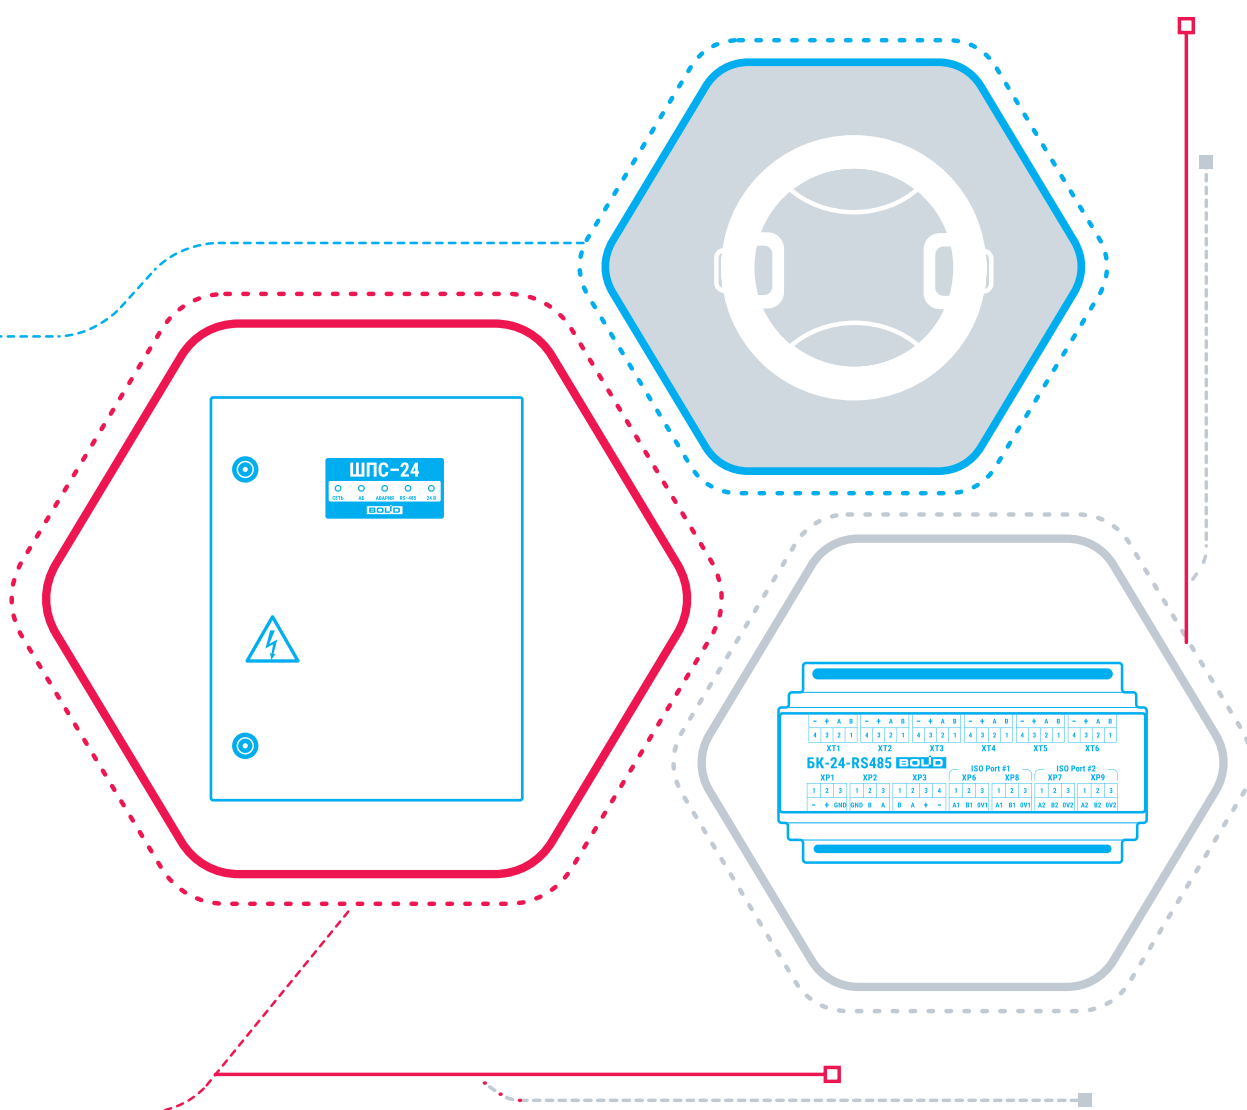 ШПС-24
СЕТЬ АБ АВАРИЯ RS-485 24 В
BOLID
− + A B − + A B − + A B − + A B − + A B − + A B
4 3 2 1 4 3 2 1 4 3 2 1 4 3 2 1 4 3 2 1 4 3 2 1
XT1 XT2 XT3 XT4 XT5 XT6
БК-24-RS485 BOLID
ISO Port #1 ISO Port #2
XP1 XP2 XP3 XP6 XP8 XP7 XP9
1 2 3 1 2 3 1 2 3 4 1 2 3 1 2 3 1 2 3 1 2 3
− + GND GND B A B A + − A1 B1 0V1 A1 B1 0V1 A2 B2 0V2 A2 B2 0V2